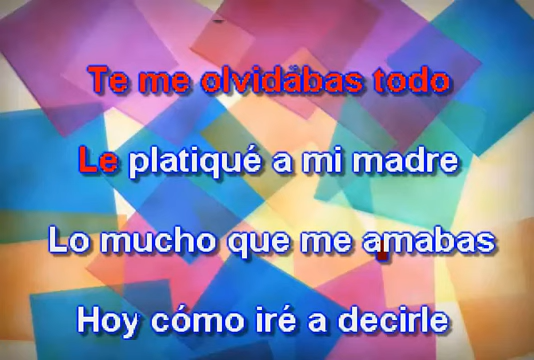 Te me olvidábas todo
Le platiqué a mi madre
Lo mucho que me amabas
Hoy cómo iré a decirle